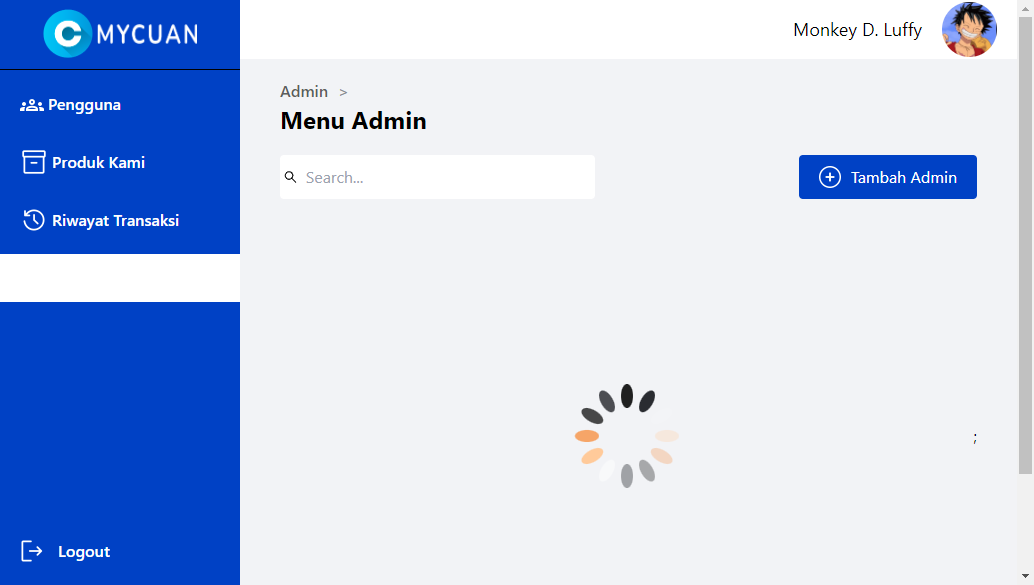 MYCUAN
Monkey D. Luffy
Pengguna
Produk Kami
Riwayat Transaksi
Logout
Admin >
Menu Admin
Search...
Tambah Admin
;